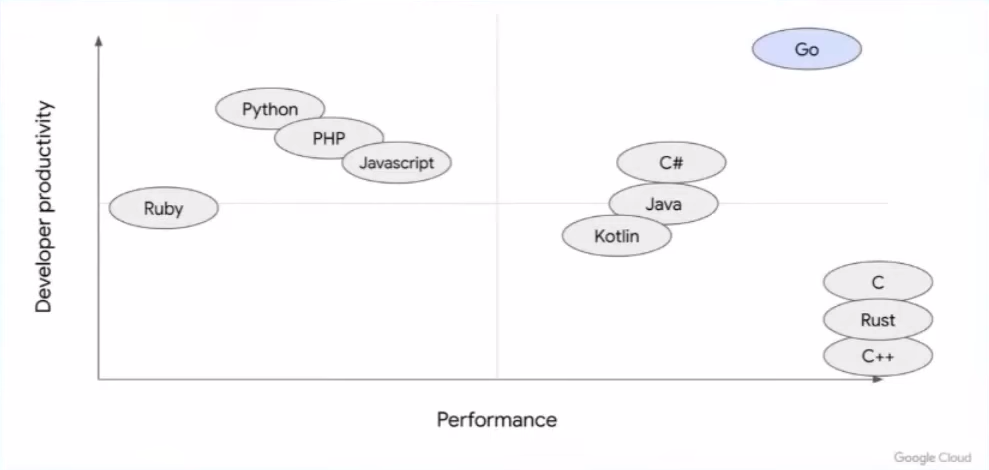 Go
Python
PHP
Javascript
C#
Ruby
Java
Kotlin
C
Rust
C++
Developer productivity
Performance
Google Cloud